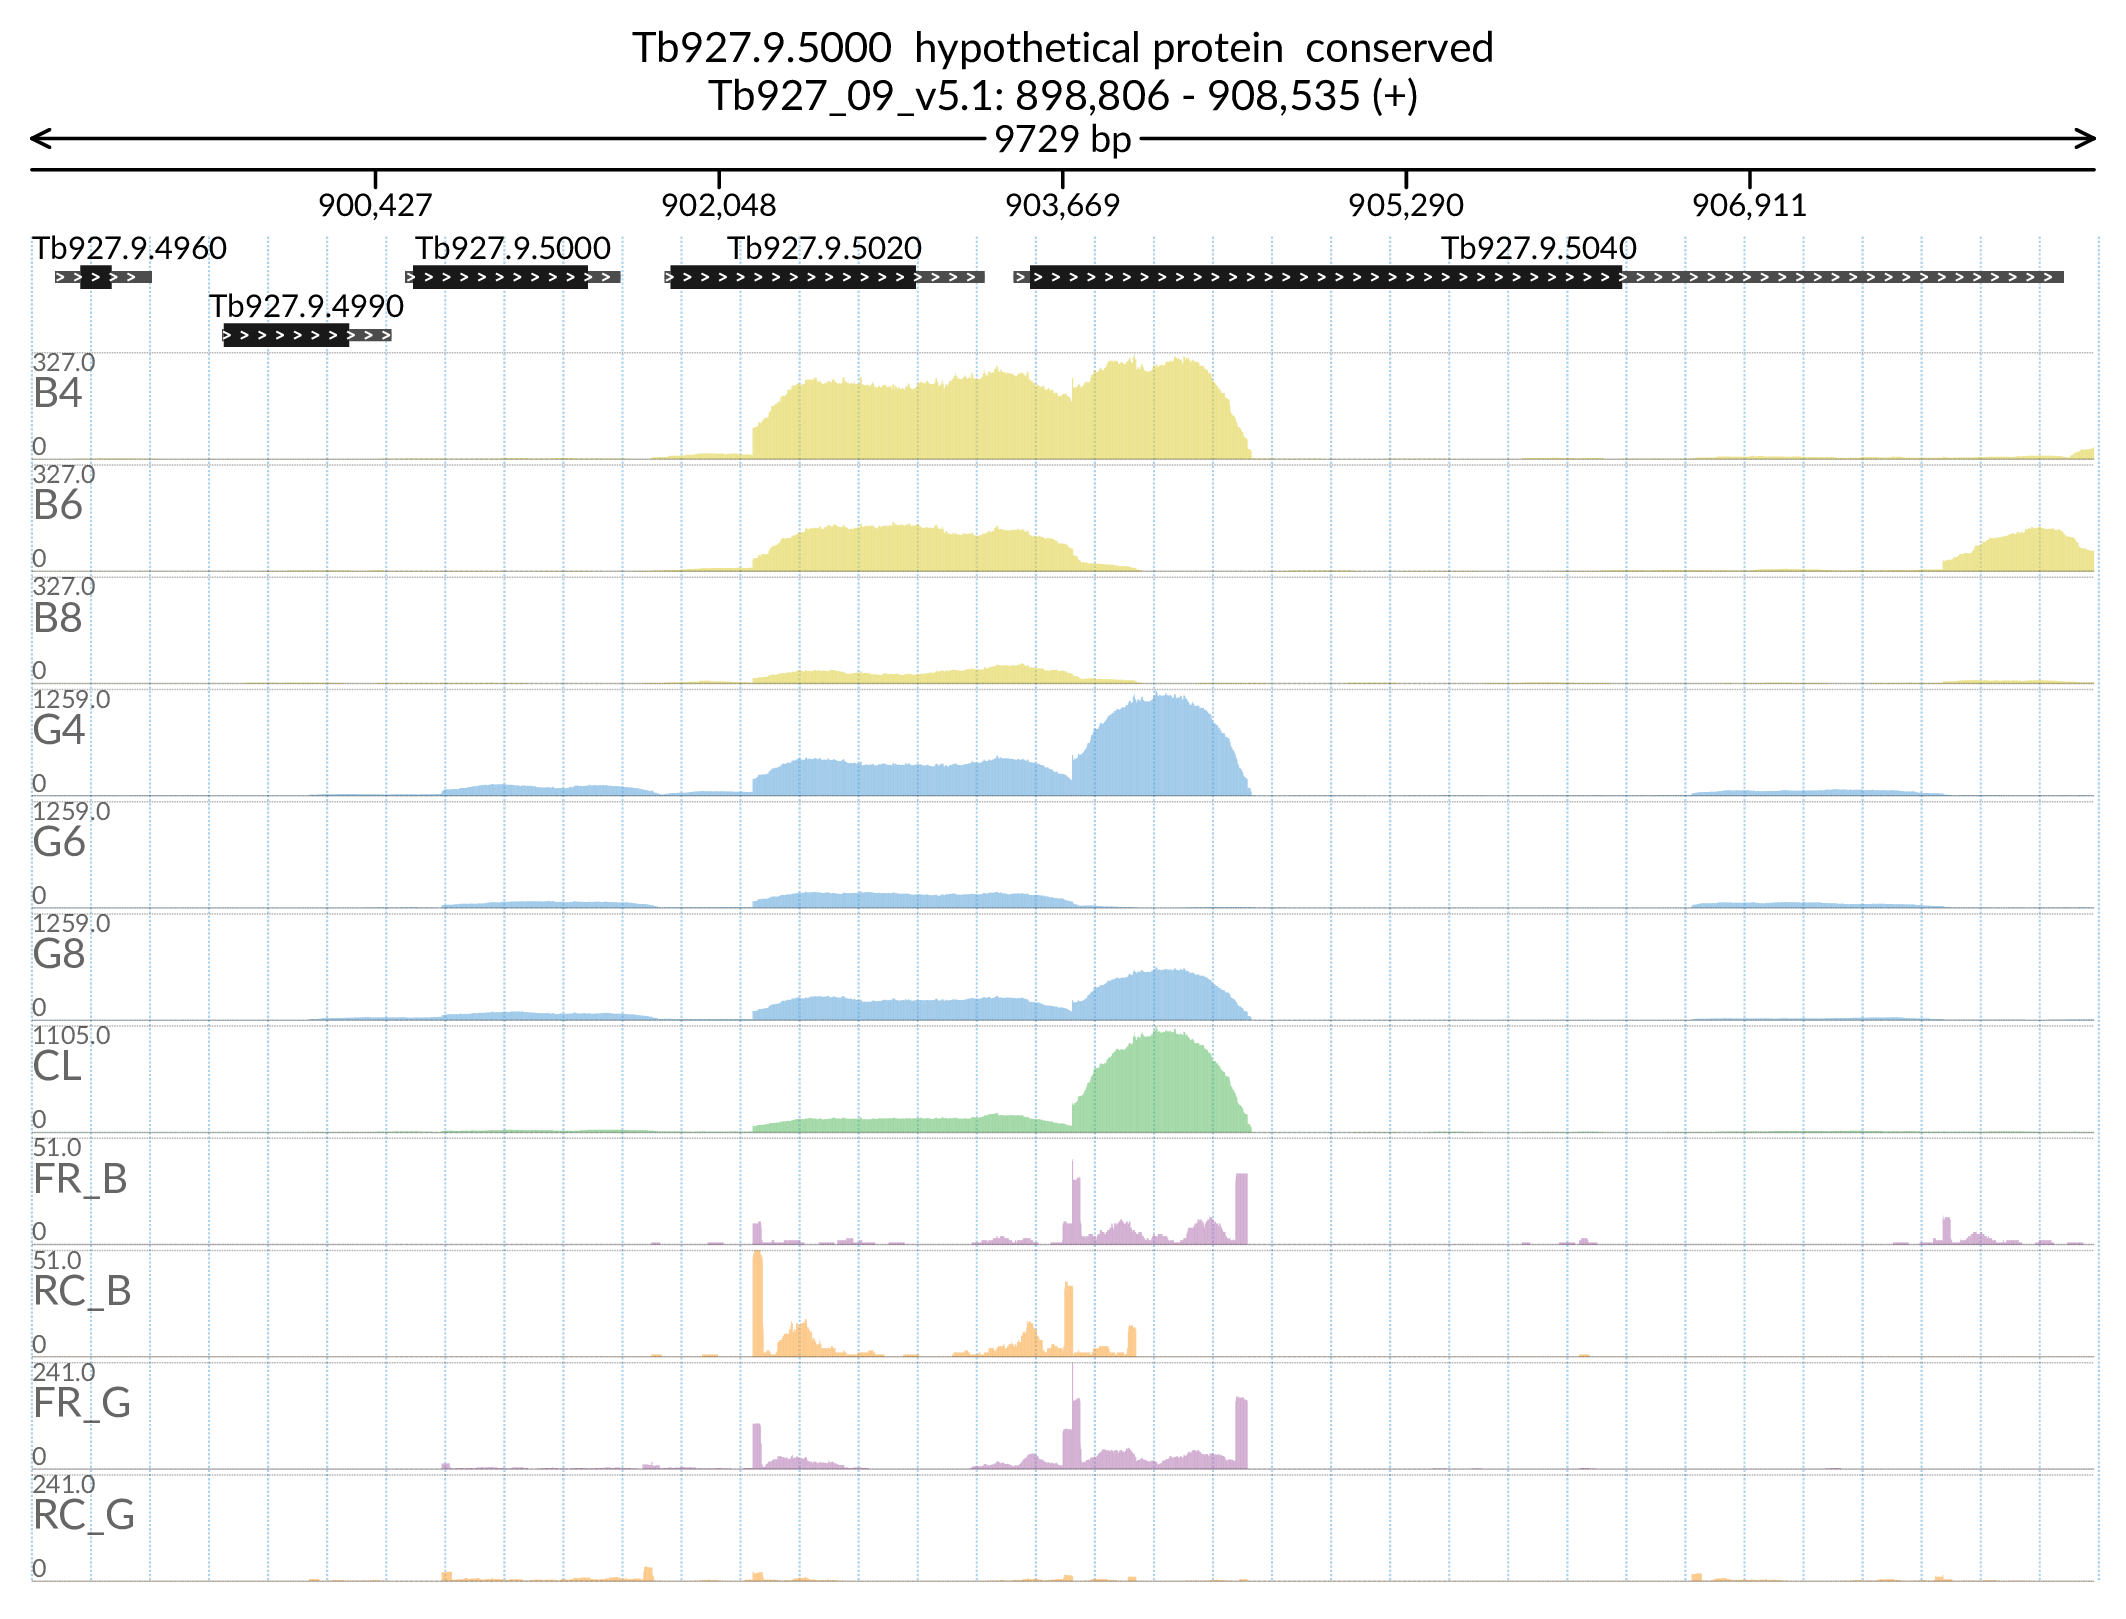 Tb927.9.5000 hypothetical protein conserved
Tb927_09_v5.1: 898,806 - 908,535 (+)
9729 bp
900,427 902,048 903,669 905,290 906,911
Tb927.9.4960 Tb927.9.5000 Tb927.9.5020 Tb927.9.5040
Tb927.9.4990
327.0
B4
0
327.0
B6
0
327.0
B8
0
1259.0
G4
0
1259.0
G6
0
1259.0
G8
0
1105.0
CL
0
51.0
FR_B
0
51.0
RC_B
0
241.0
FR_G
0
241.0
RC_G
0